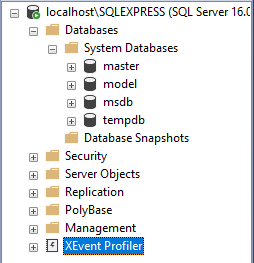 localhost\SQLEXPRESS (SQL Server 16.0
Databases
System Databases
master
model
msdb
tempdb
Database Snapshots
Security
Server Objects
Replication
PolyBase
Management
XEvent Profiler